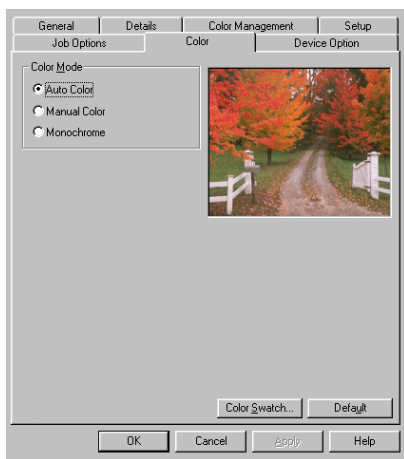 General Details Color Management Setup
Job Options Color Device Option
Color Mode
Auto Color
Manual Color
Monochrome
Color Swatch... Default
OK Cancel Apply Help